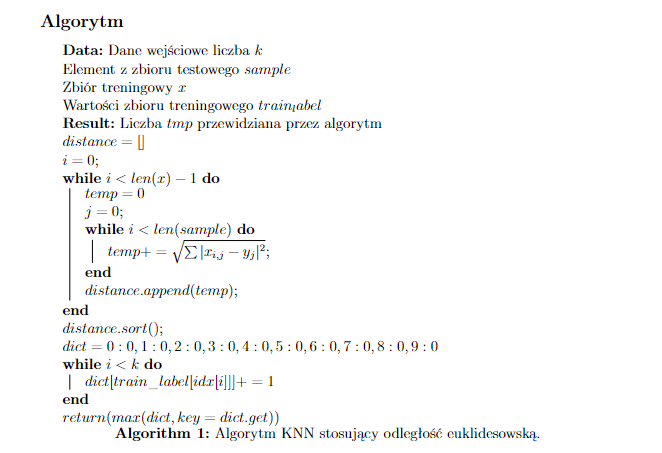 Algorytm
Data: Dane wejściowe liczba k
Element z zbioru testowego sample
Zbiór treningowy x
Wartości zbioru treningowego train_label
Result: Liczba tmp przewidziana przez algorytm
distance = []
i = 0;
while i < len(x) − 1 do
temp = 0
j = 0;
while i < len(sample) do
temp+ = √∑|x_{i,j} − y_j|²;
end
distance.append(temp);
end
distance.sort();
dict = 0 : 0, 1 : 0, 2 : 0, 3 : 0, 4 : 0, 5 : 0, 6 : 0, 7 : 0, 8 : 0, 9 : 0
while i < k do
dict[train_label[idx[i]]]+ = 1
end
return(max(dict, key = dict.get))
Algorithm 1: Algorytm KNN stosujący odległość euklidesowską.